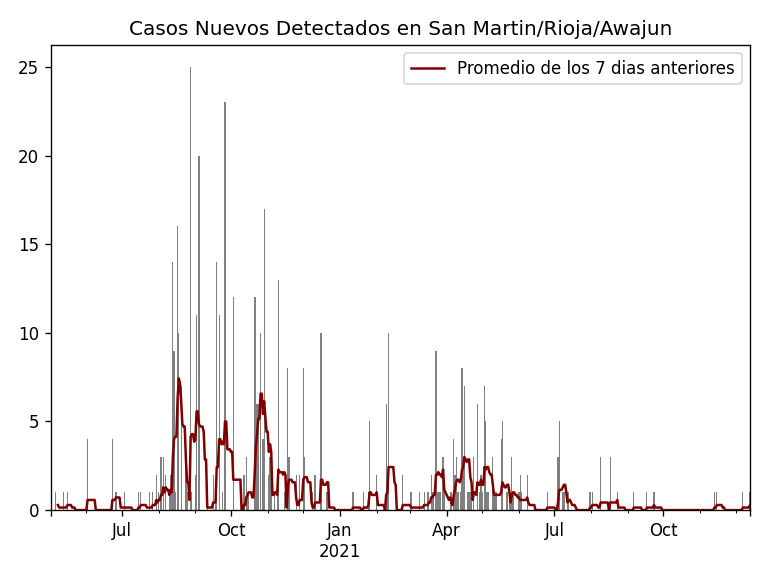 Casos Nuevos Detectados en San Martin/Rioja/Awajun
Promedio de los 7 dias anteriores
25
20
15
10
5
0
Jul Oct Jan Apr Jul Oct
2021